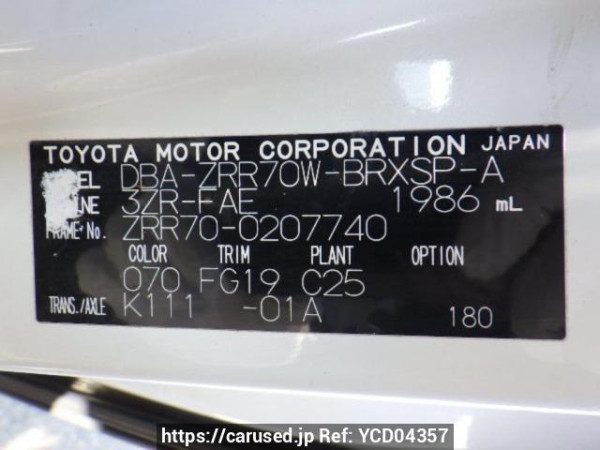 TOYOTA MOTOR CORPORATION JAPAN
DBA-ZRR70W-BRXSP-A
3ZR-FAE 1986 mL
FRAME No. ZRR70-0207740
COLOR TRIM PLANT OPTION
070 FG19 C25
TRANS./AXLE K111 -01A 180
https://carused.jp Ref: YCD04357